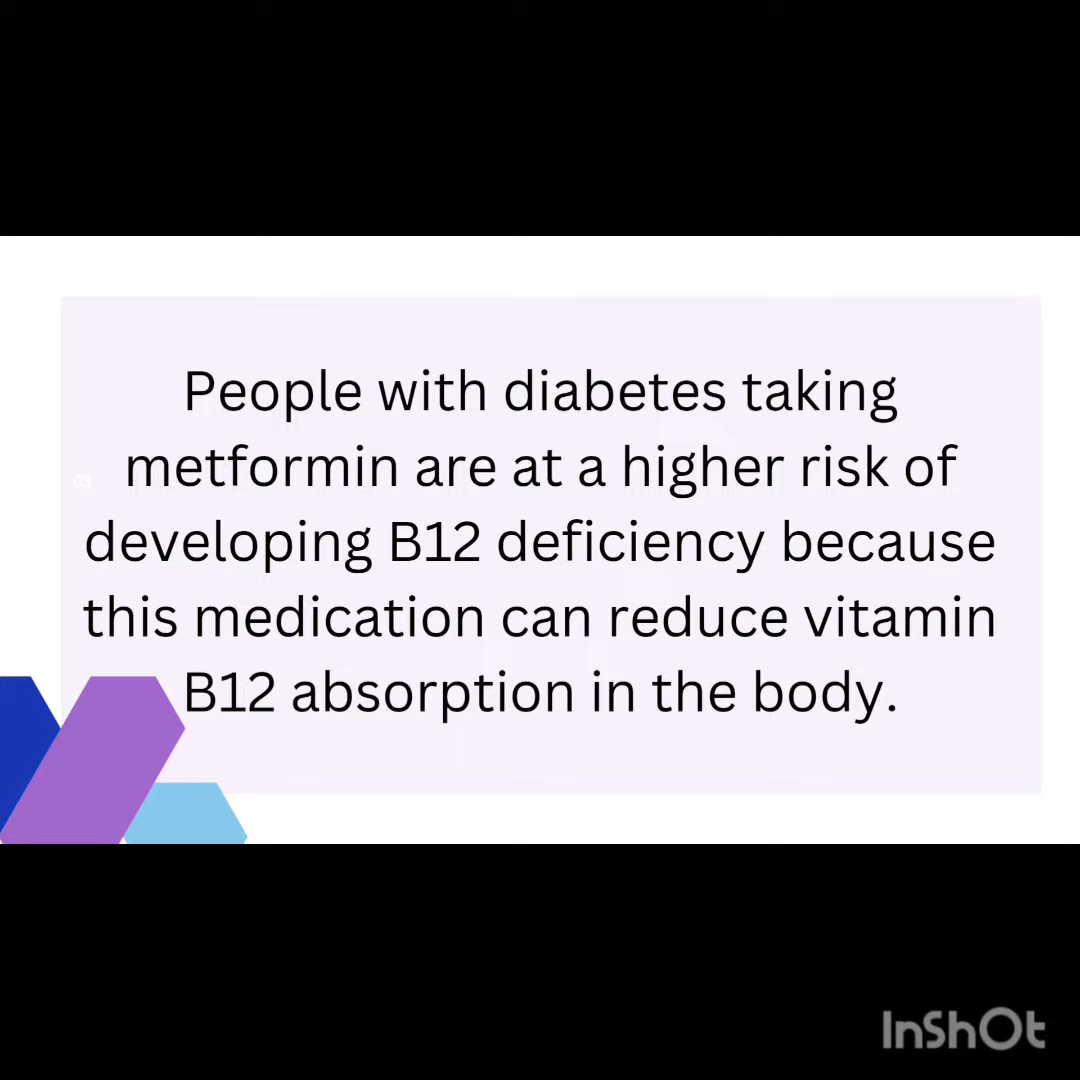 People with diabetes taking
metformin are at a higher risk of
developing B12 deficiency because
this medication can reduce vitamin
B12 absorption in the body.
InShOt